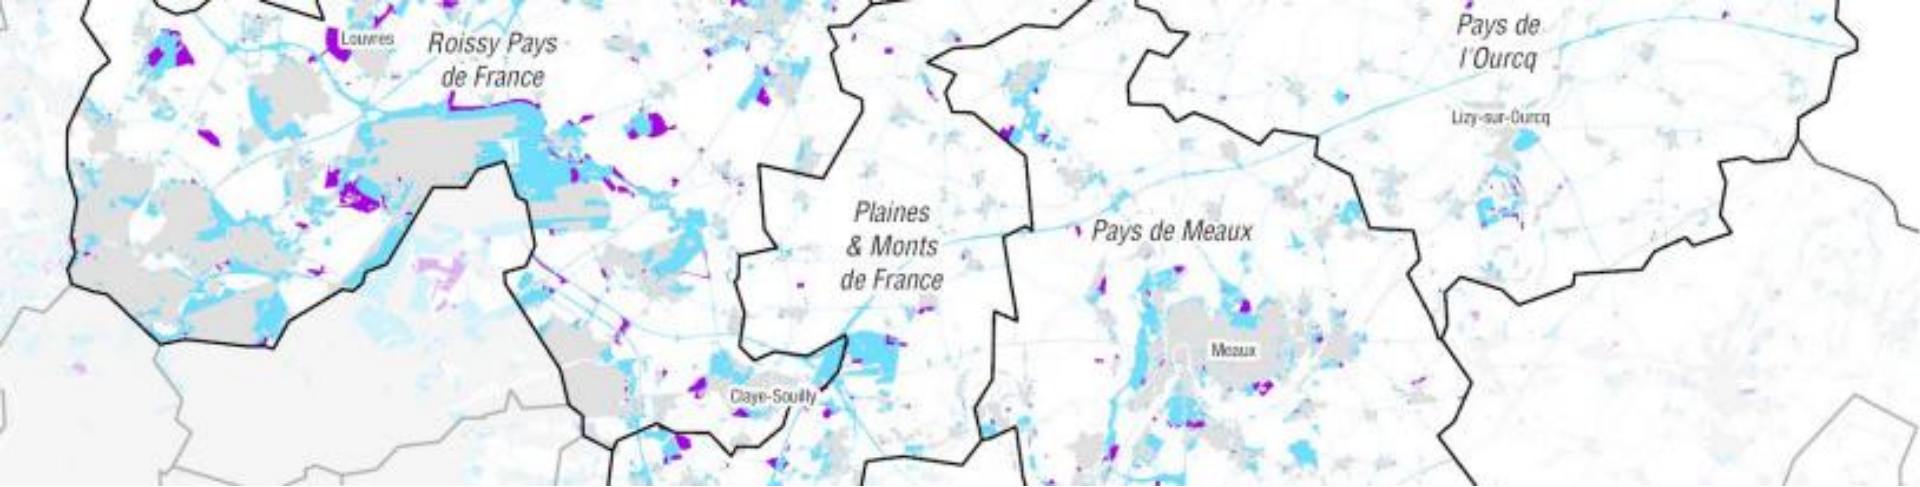 Louvres
Roissy Pays
de France
Pays de
l'Ourcq
Lizy-sur-Ourcq
Plaines
& Monts
de France
Pays de Meaux
Meaux
Claye-Souilly